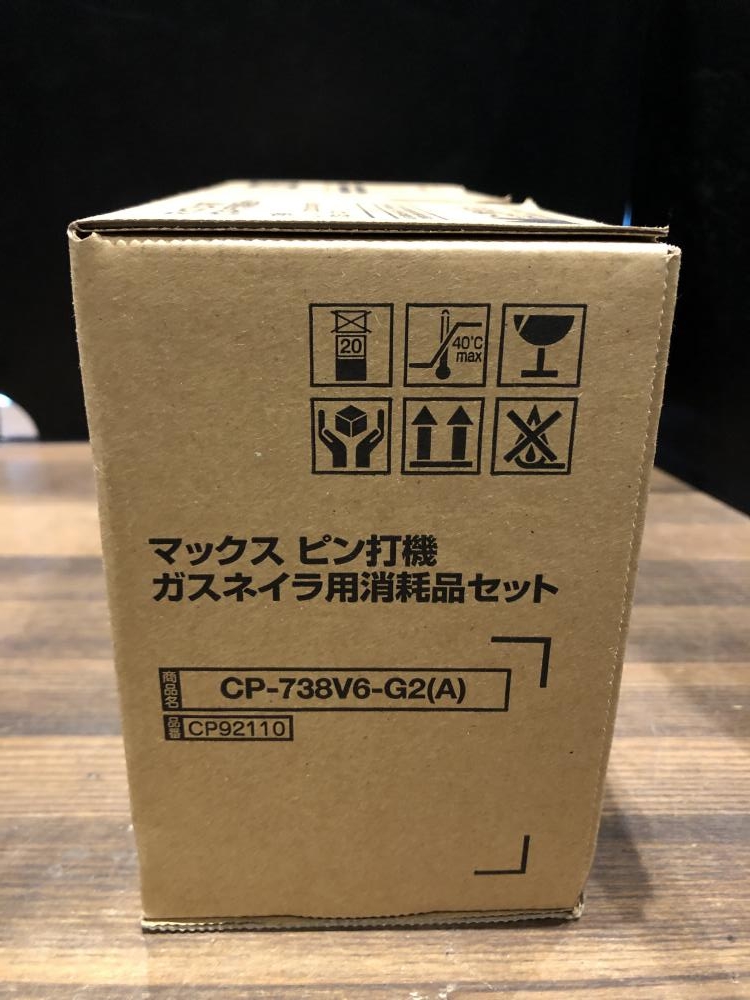 20
40℃
max
マックス ピン打機
ガスネイラ用消耗品セット
商品名 CP-738V6-G2(A)
品番 CP92110